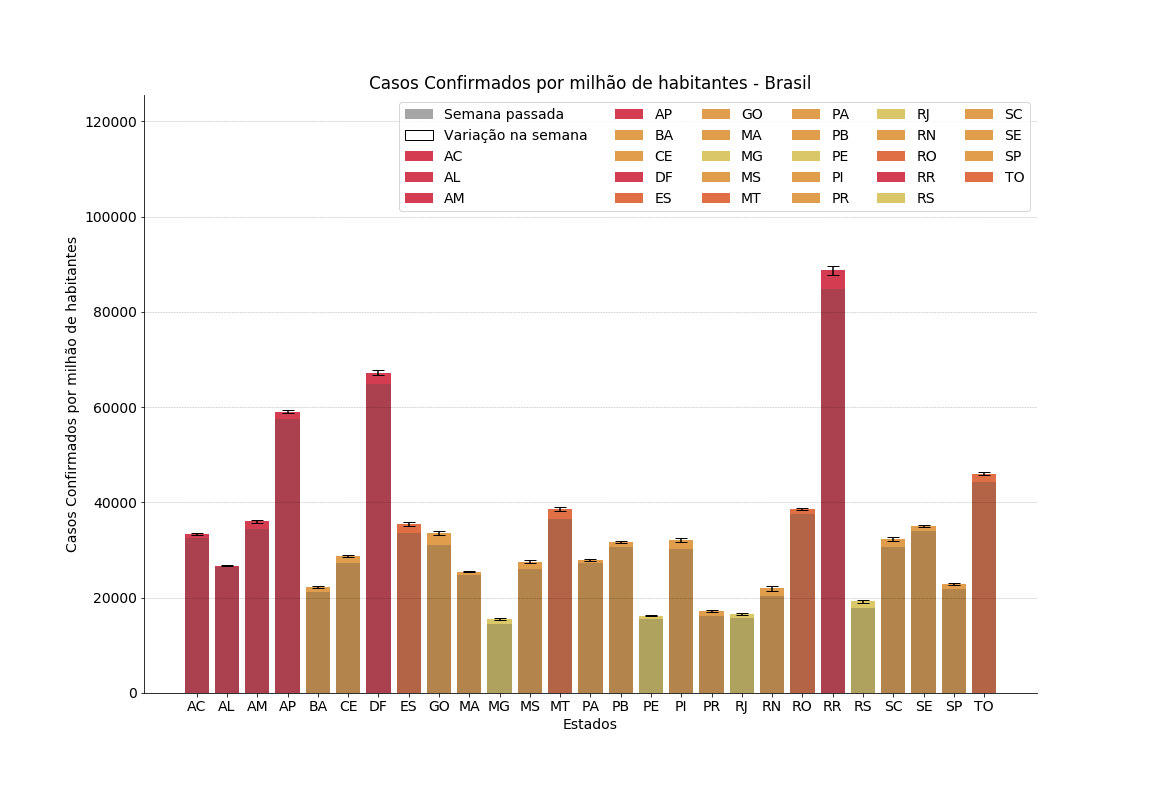 Casos Confirmados por milhão de habitantes - Brasil
Semana passada
Variação na semana
AC
AL
AM
AP
BA
CE
DF
ES
GO
MA
MG
MS
MT
PA
PB
PE
PI
PR
RJ
RN
RO
RR
RS
SC
SE
SP
TO
Casos Confirmados por milhão de habitantes
120000
100000
80000
60000
40000
20000
0
AC AL AM AP BA CE DF ES GO MA MG MS MT PA PB PE PI PR RJ RN RO RR RS SC SE SP TO
Estados